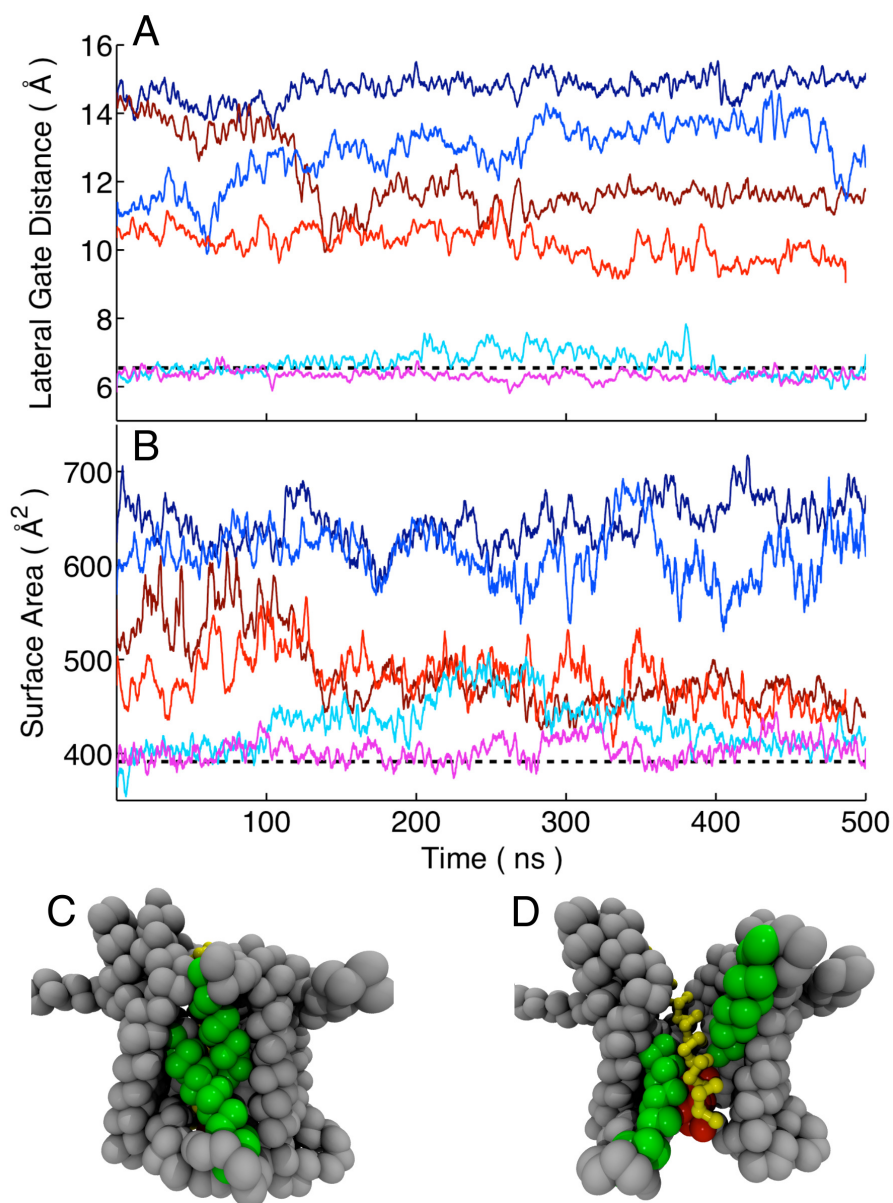 A
Lateral Gate Distance ( Å )
16
14
12
10
8
6
B
Surface Area ( Å² )
700
600
500
400
100 200 300 400 500
Time ( ns )
C D